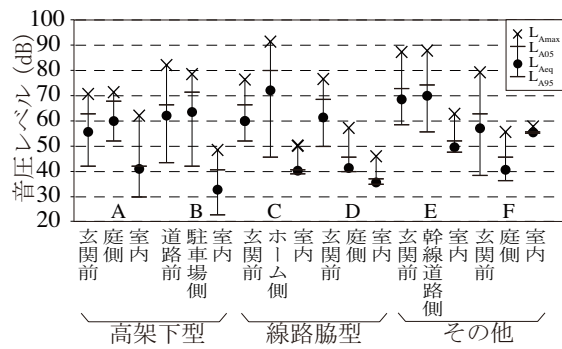 音圧レベル (dB)
100
90
80
70
60
50
40
30
20
LAmax
LA05
LAeq
LA95
A
B
C
D
E
F
玄関前
庭側
室内
道路前
駐車場側
室内
玄関前
ホーム側
室内
玄関前
庭側
室内
玄関前
幹線道路側
室内
玄関前
庭側
室内
高架下型
線路脇型
その他